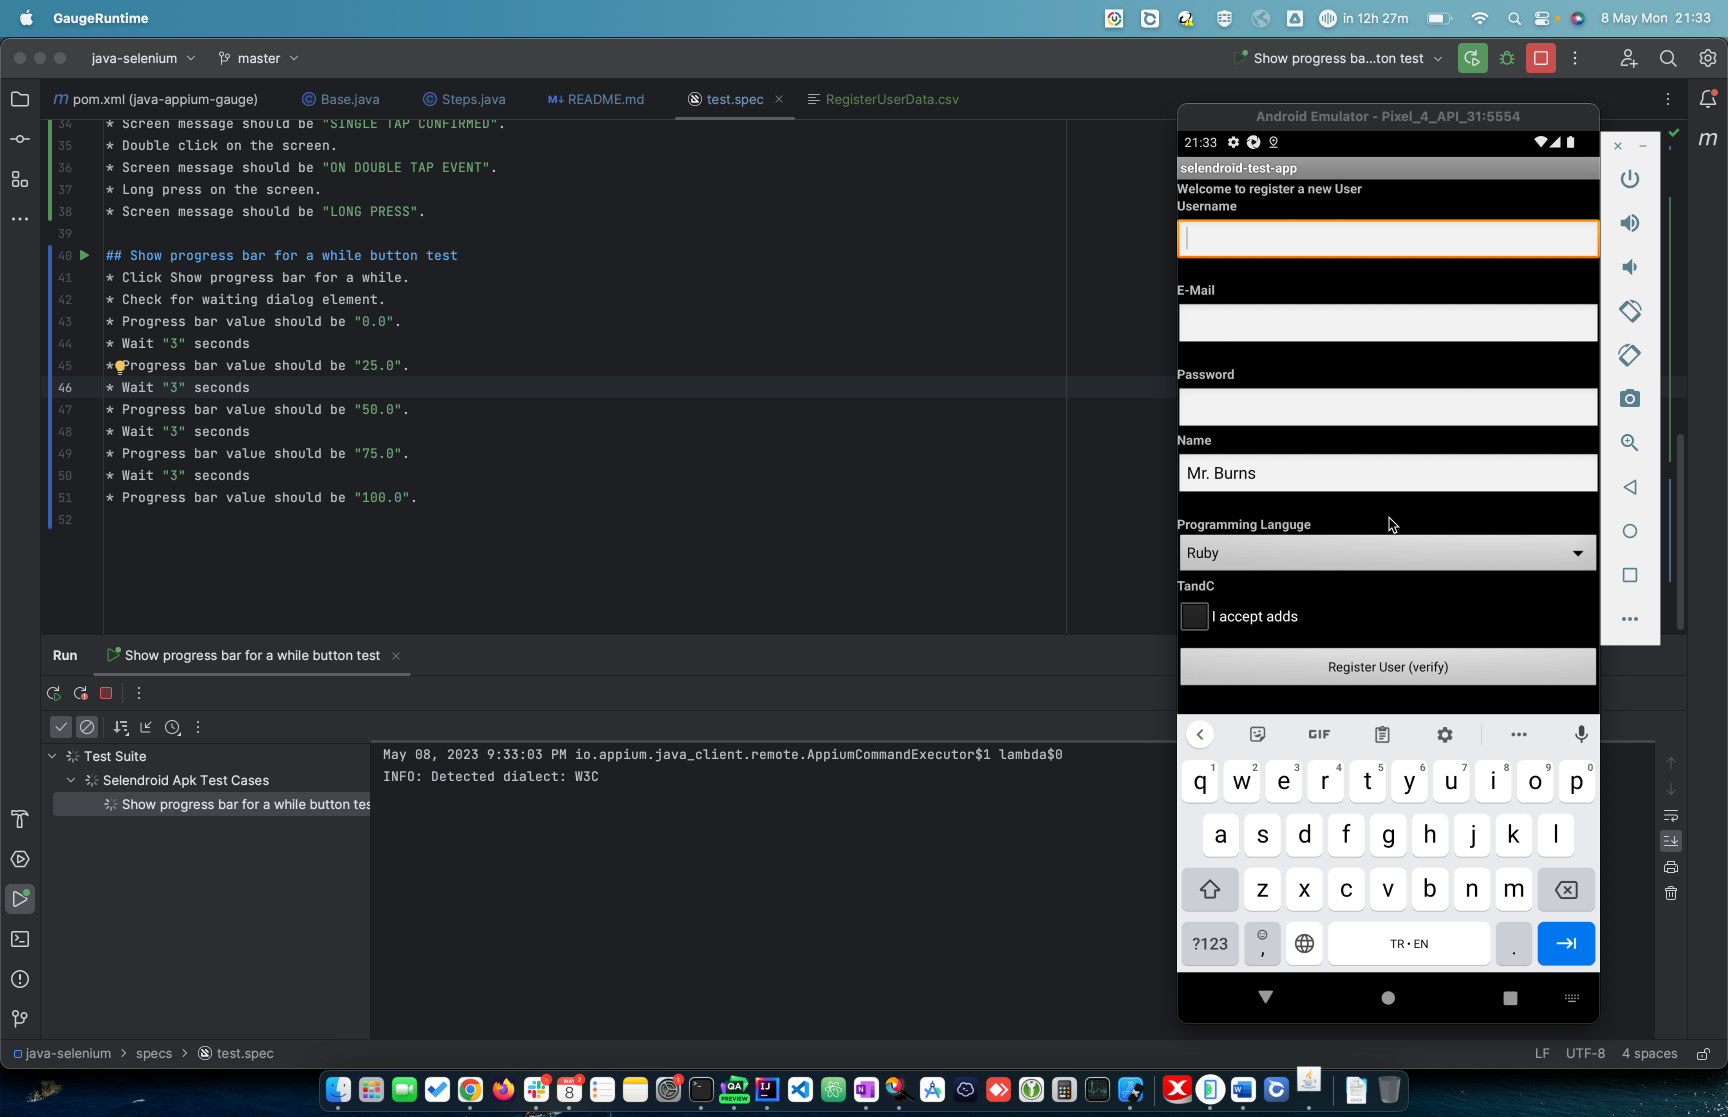 GaugeRuntime
in 12h 27m
8 May Mon 21:33
java-selenium
master
Show progress ba...ton test
pom.xml (java-appium-gauge)
Base.java
Steps.java
README.md
test.spec
RegisterUserData.csv
34 * Screen message should be "SINGLE TAP CONFIRMED".
35 * Double click on the screen.
36 * Screen message should be "ON DOUBLE TAP EVENT".
37 * Long press on the screen.
38 * Screen message should be "LONG PRESS".
39
40 ## Show progress bar for a while button test
41 * Click Show progress bar for a while.
42 * Check for waiting dialog element.
43 * Progress bar value should be "0.0".
44 * Wait "3" seconds
45 * Progress bar value should be "25.0".
46 * Wait "3" seconds
47 * Progress bar value should be "50.0".
48 * Wait "3" seconds
49 * Progress bar value should be "75.0".
50 * Wait "3" seconds
51 * Progress bar value should be "100.0".
52
Android Emulator - Pixel_4_API_31:5554
21:33
selendroid-test-app
Welcome to register a new User
Username
E-Mail
Password
Name
Mr. Burns
Programming Languge
Ruby
TandC
I accept adds
Register User (verify)
GIF
q1 w2 e3 r4 t5 y6 u7 i8 o9 p0
a s d f g h j k l
z x c v b n m
?123 , TR • EN .
Run
Show progress bar for a while button test
Test Suite
Selendroid Apk Test Cases
Show progress bar for a while button tes
May 08, 2023 9:33:03 PM io.appium.java_client.remote.AppiumCommandExecutor$1 lambda$0
INFO: Detected dialect: W3C
java-selenium > specs > test.spec
LF UTF-8 4 spaces